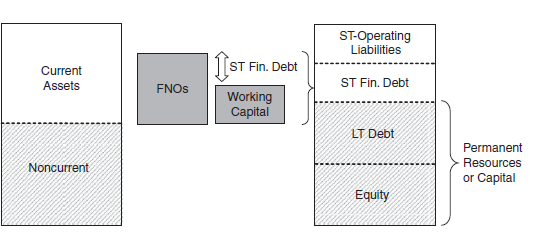 Current
Assets
Noncurrent
FNOs
ST Fin. Debt
Working
Capital
ST-Operating
Liabilities
ST Fin. Debt
LT Debt
Equity
Permanent
Resources
or Capital